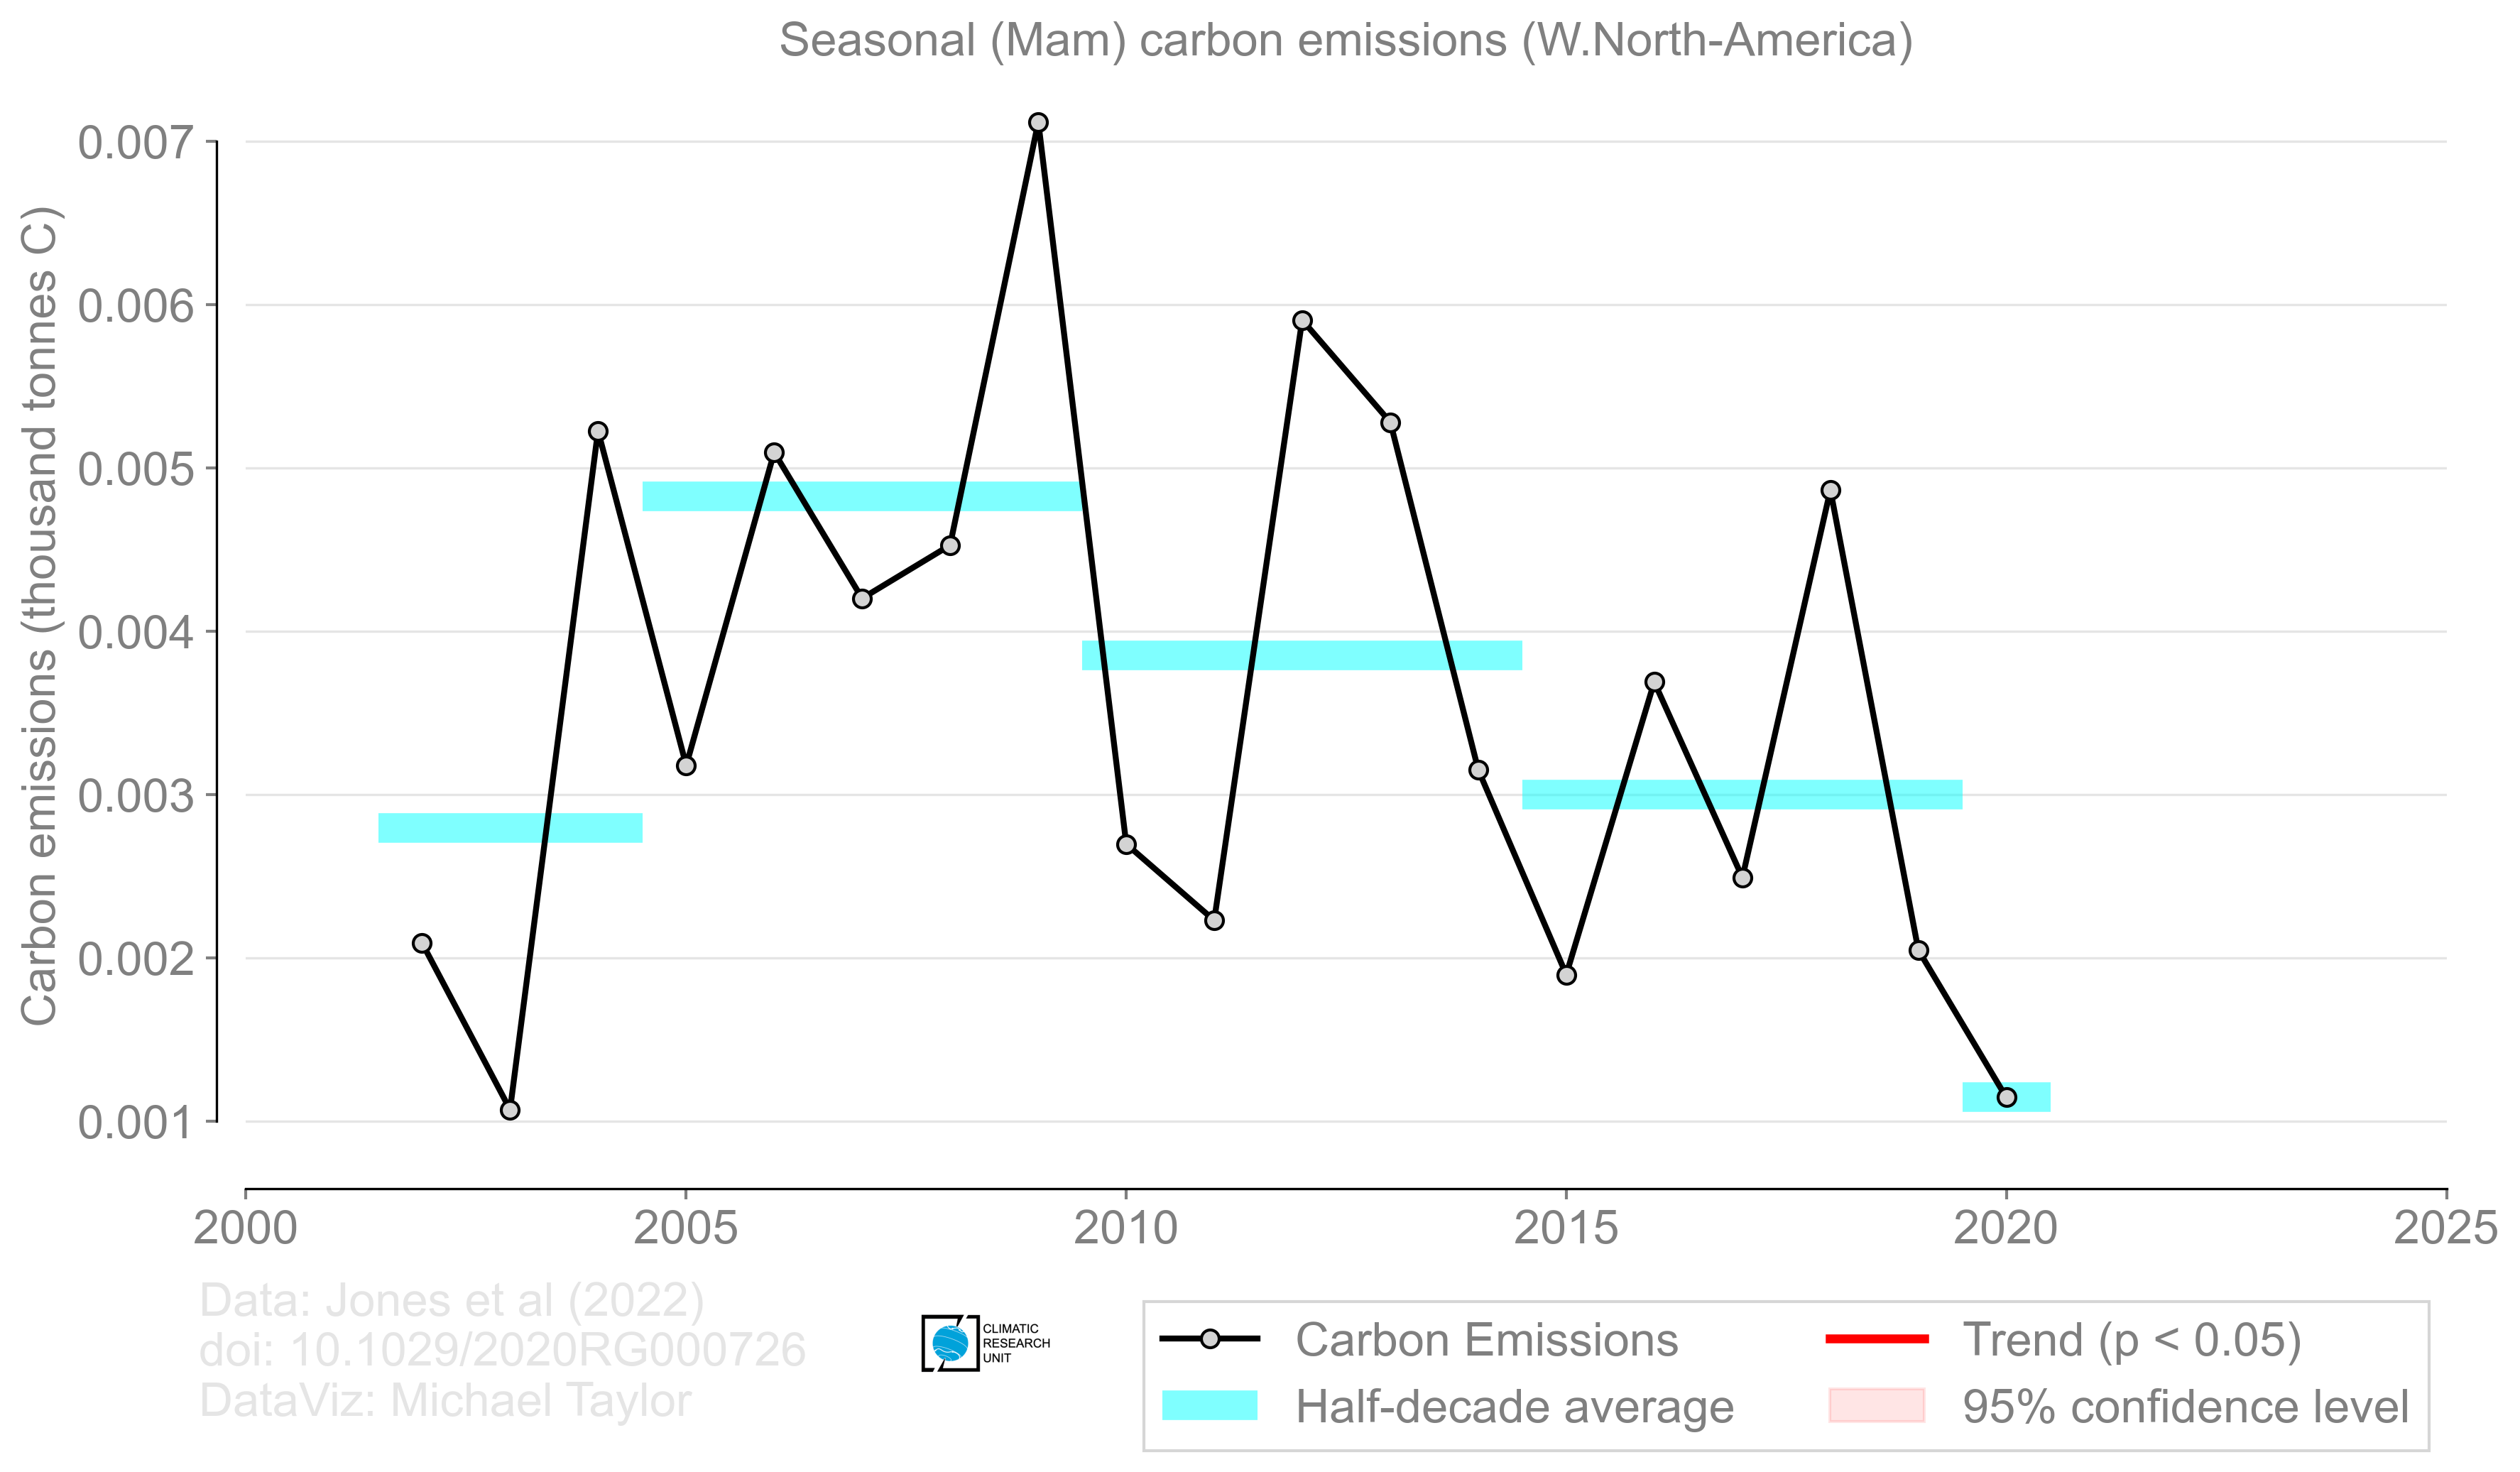 Seasonal (Mam) carbon emissions (W.North-America)
Carbon emissions (thousand tonnes C)
0.007
0.006
0.005
0.004
0.003
0.002
0.001
2000 2005 2010 2015 2020 2025
Data: Jones et al (2022)
doi: 10.1029/2020RG000726
DataViz: Michael Taylor
CLIMATIC
RESEARCH
UNIT
Carbon Emissions
Half-decade average
Trend (p < 0.05)
95% confidence level